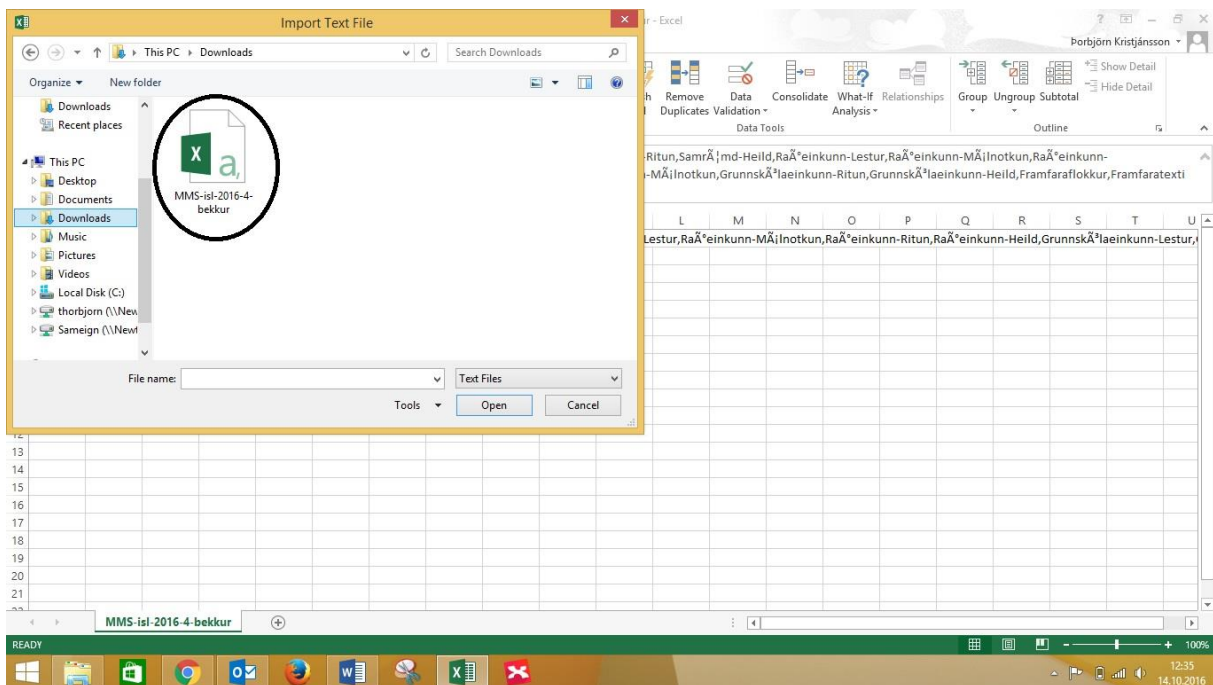 Import Text File
r - Excel
Þorbjörn Kristjánsson
This PC
Downloads
Search Downloads
Organize
New folder
Downloads
Recent places
This PC
Desktop
Documents
Downloads
Music
Pictures
Videos
Local Disk (C:)
thorbjorn (\\New
Sameign (\\Newt
a,
MMS-isl-2016-4-
bekkur
File name:
Text Files
Tools
Open
Cancel
Remove Duplicates
Data Validation
Consolidate
What-If Analysis
Relationships
Data Tools
Group
Ungroup
Subtotal
Show Detail
Hide Detail
Outline
-Ritun,SamrÃ¦md-Heild,RaÃ°einkunn-Lestur,RaÃ°einkunn-MÃ¡lnotkun,RaÃ°einkunn-
-MÃ¡lnotkun,GrunnskÃ³laeinkunn-Ritun,GrunnskÃ³laeinkunn-Heild,Framfaraflokkur,Framfaratexti
L M N O P Q R S T U
Lestur,RaÃ°einkunn-MÃ¡lnotkun,RaÃ°einkunn-Ritun,RaÃ°einkunn-Heild,GrunnskÃ³laeinkunn-Lestur,
13
14
15
16
17
18
19
20
21
MMS-isl-2016-4-bekkur
READY
100%
12:35
14.10.2016